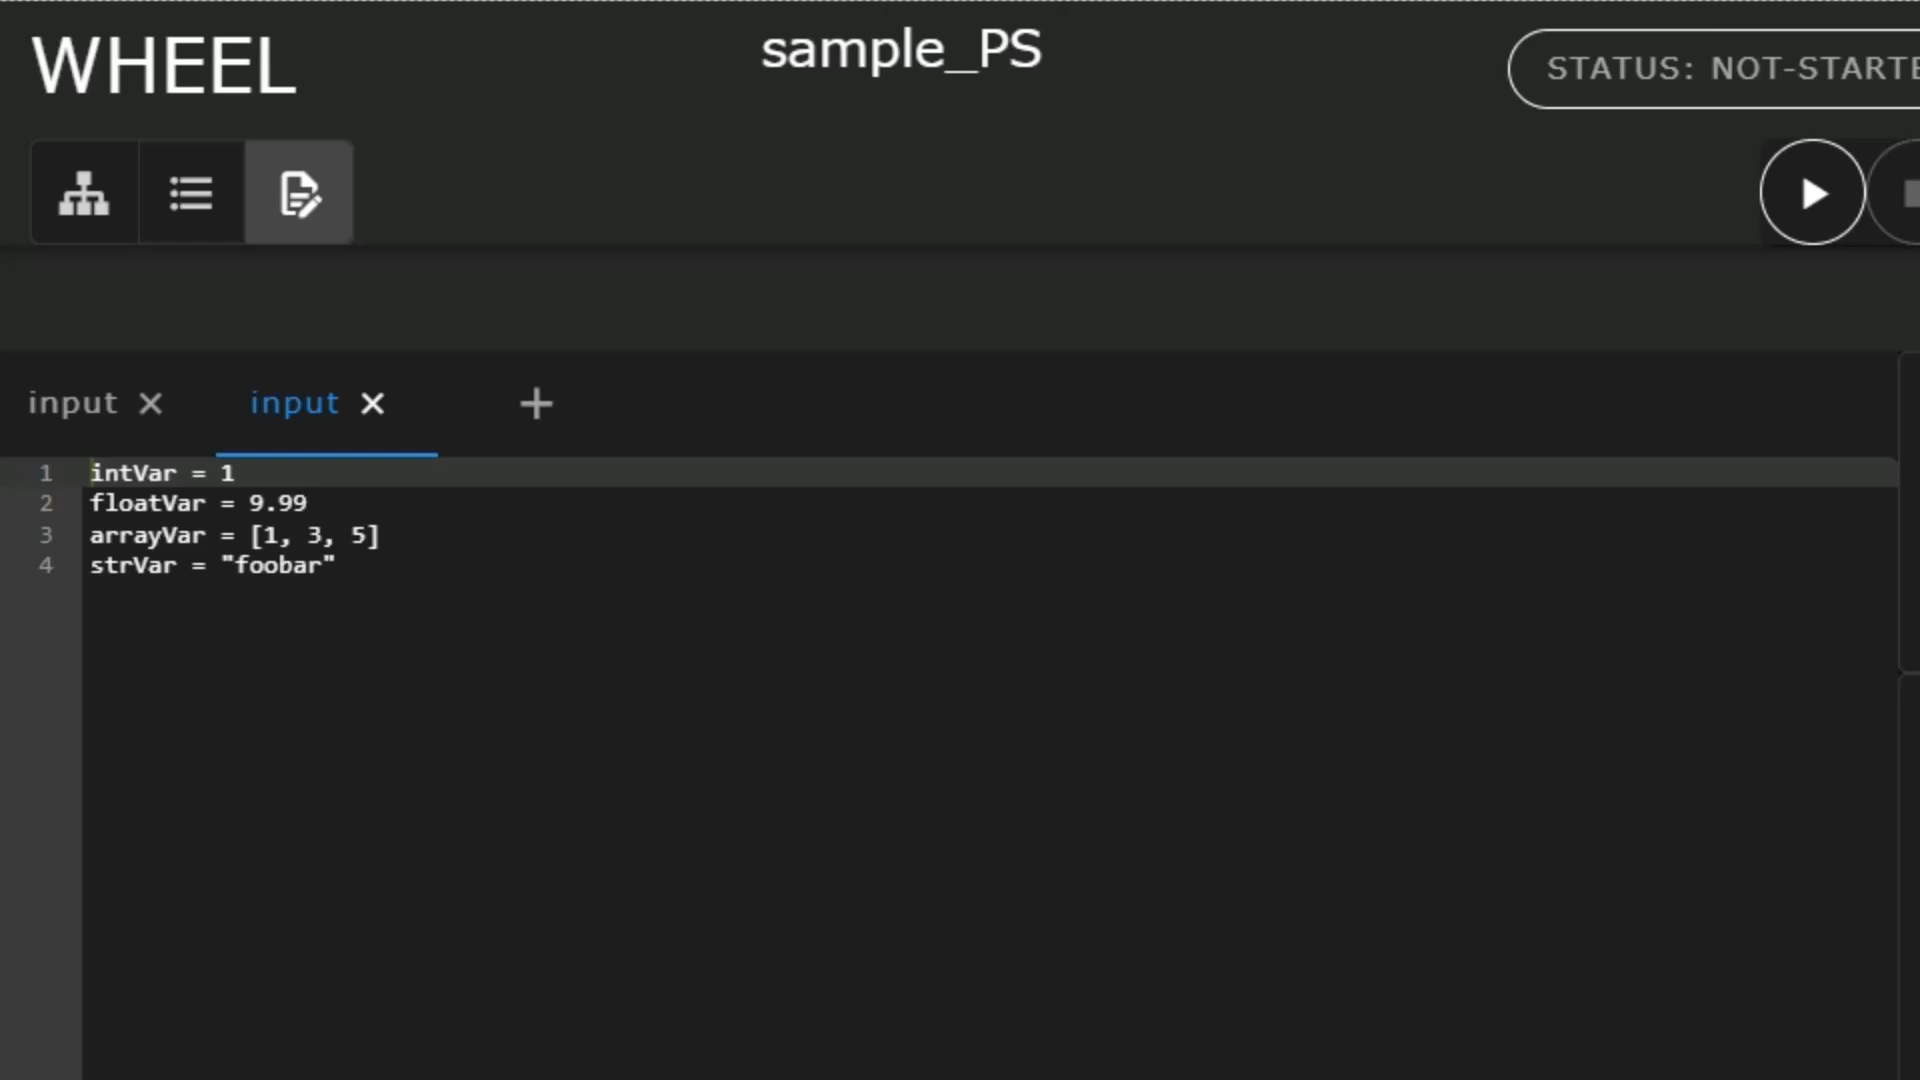 WHEEL
sample_PS
STATUS: NOT-STARTE
input
input
1 intVar = 1
2 floatVar = 9.99
3 arrayVar = [1, 3, 5]
4 strVar = "foobar"